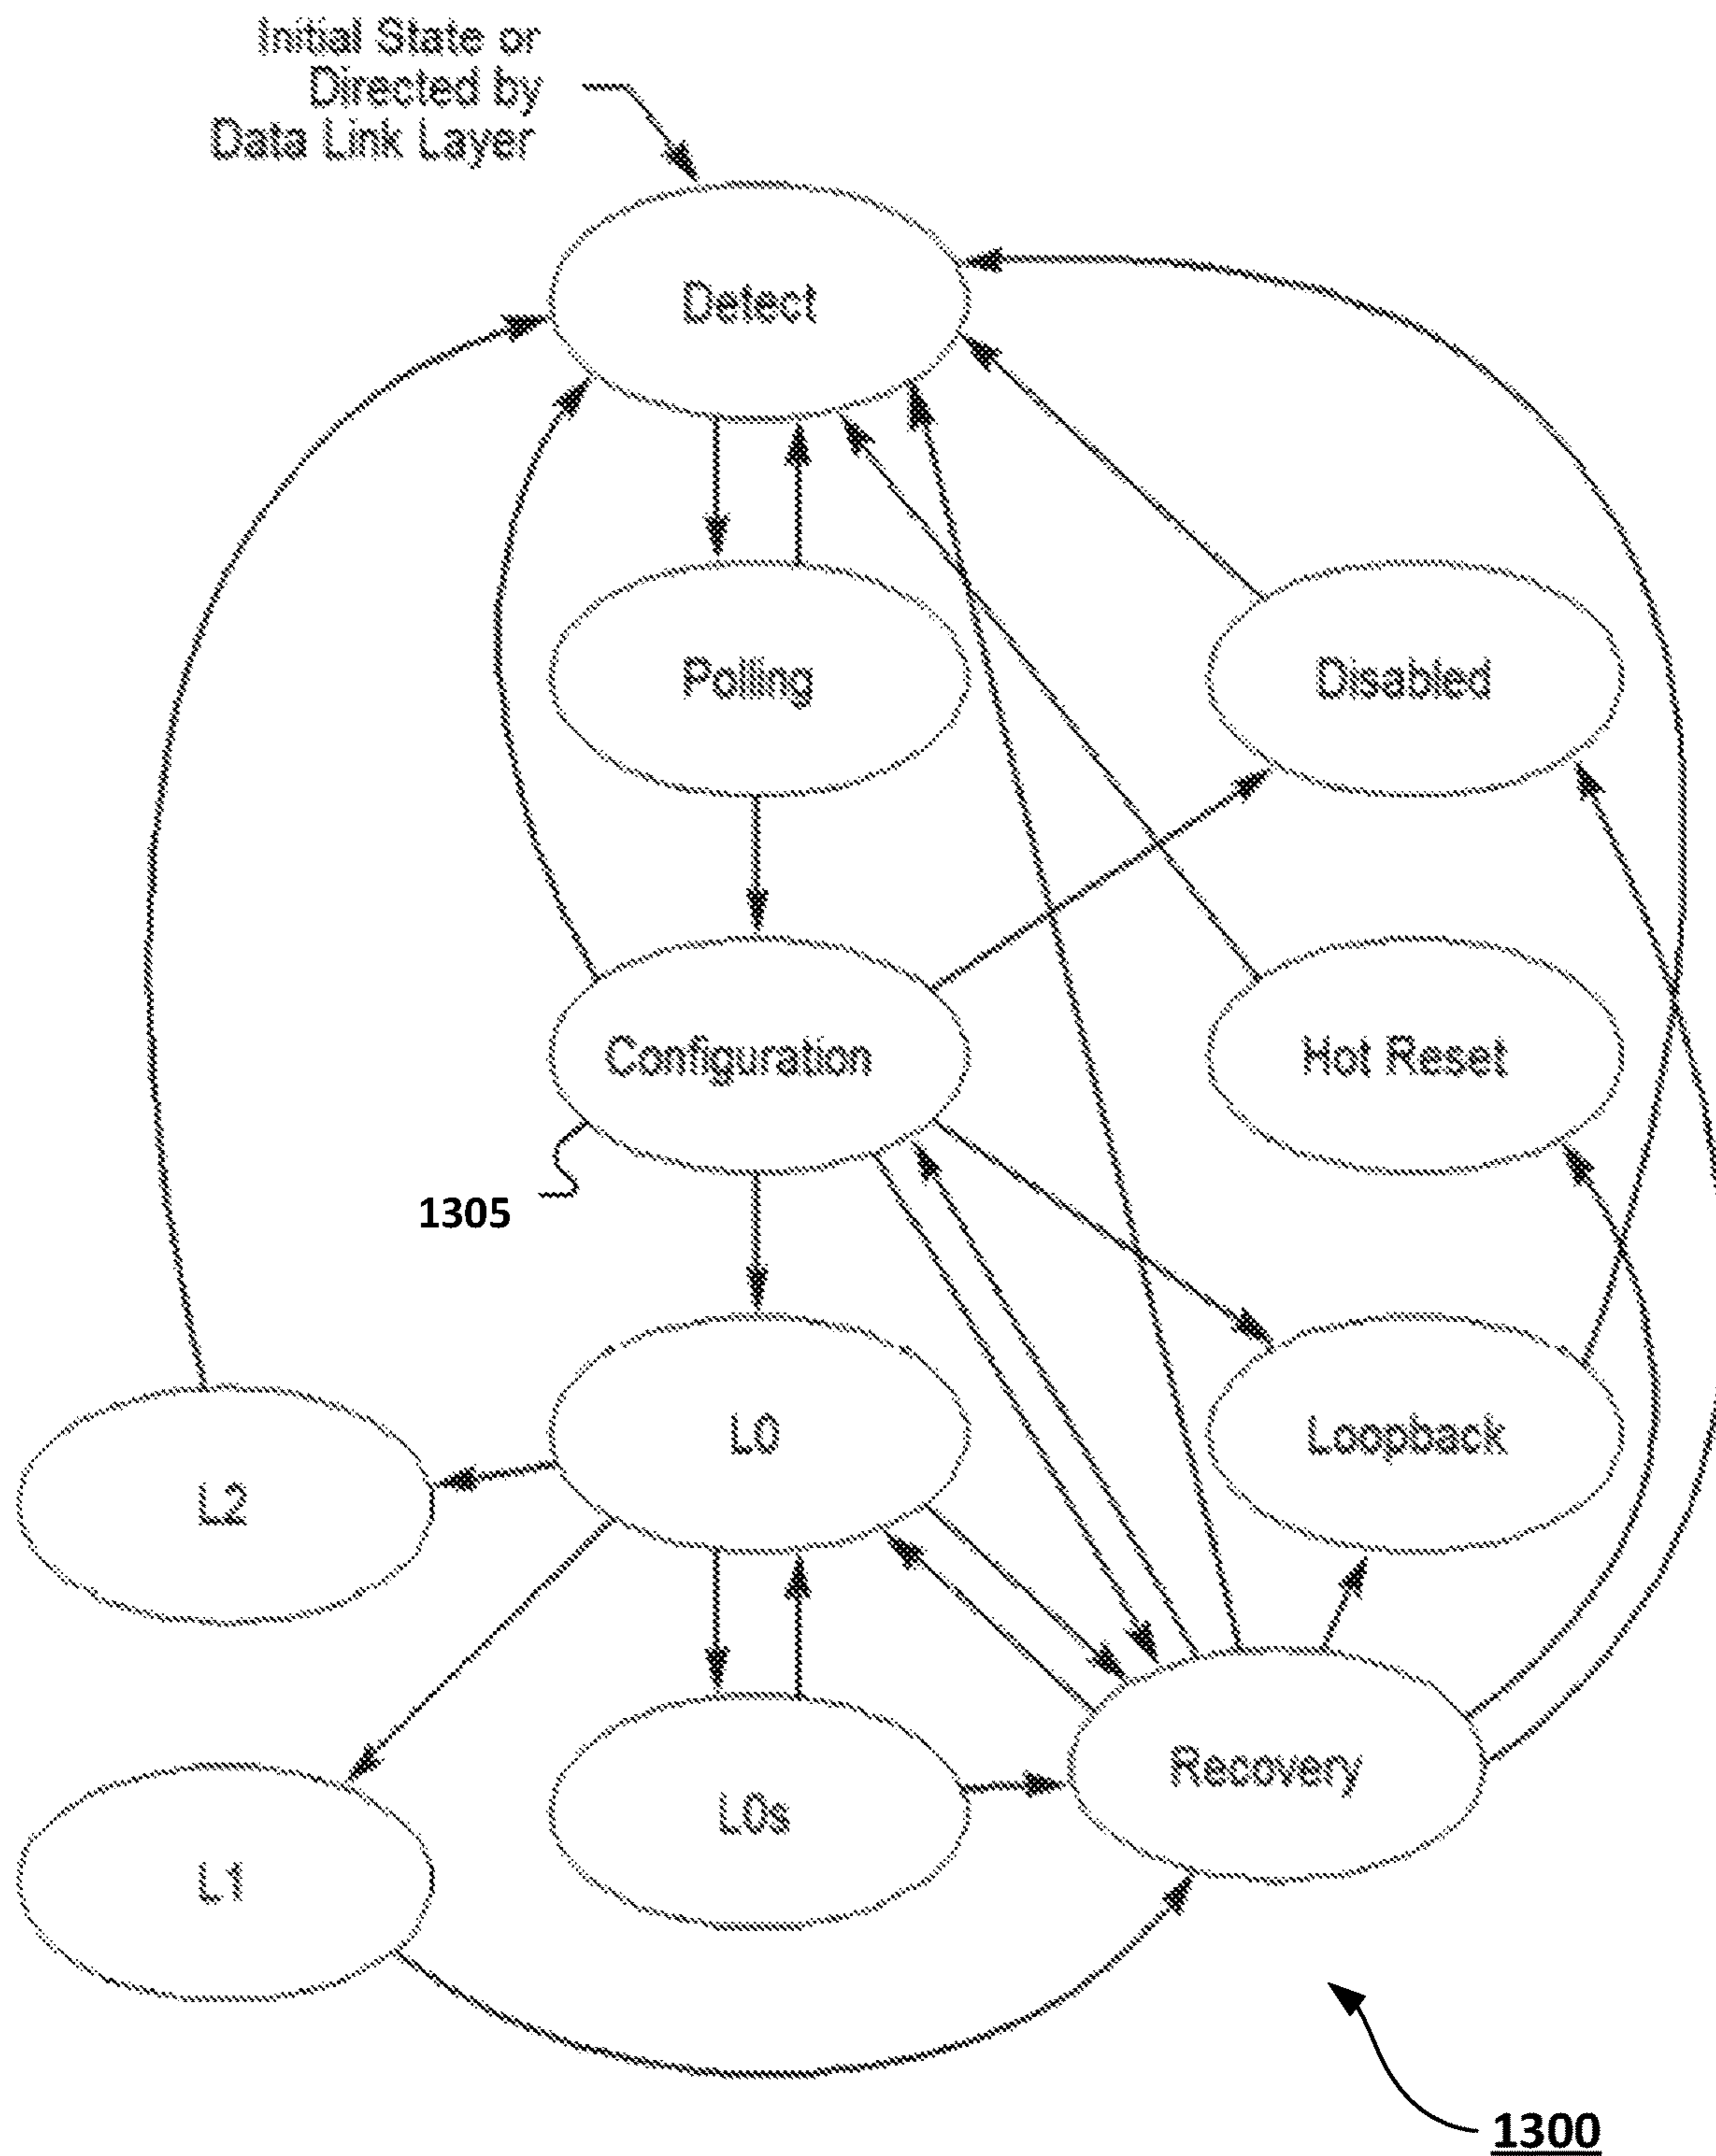 Initial State or
Directed by
Data Link Layer
Detect
Polling
Disabled
Configuration
Hot Reset
1305
L0
Loopback
L2
Recovery
L0s
L1
1300